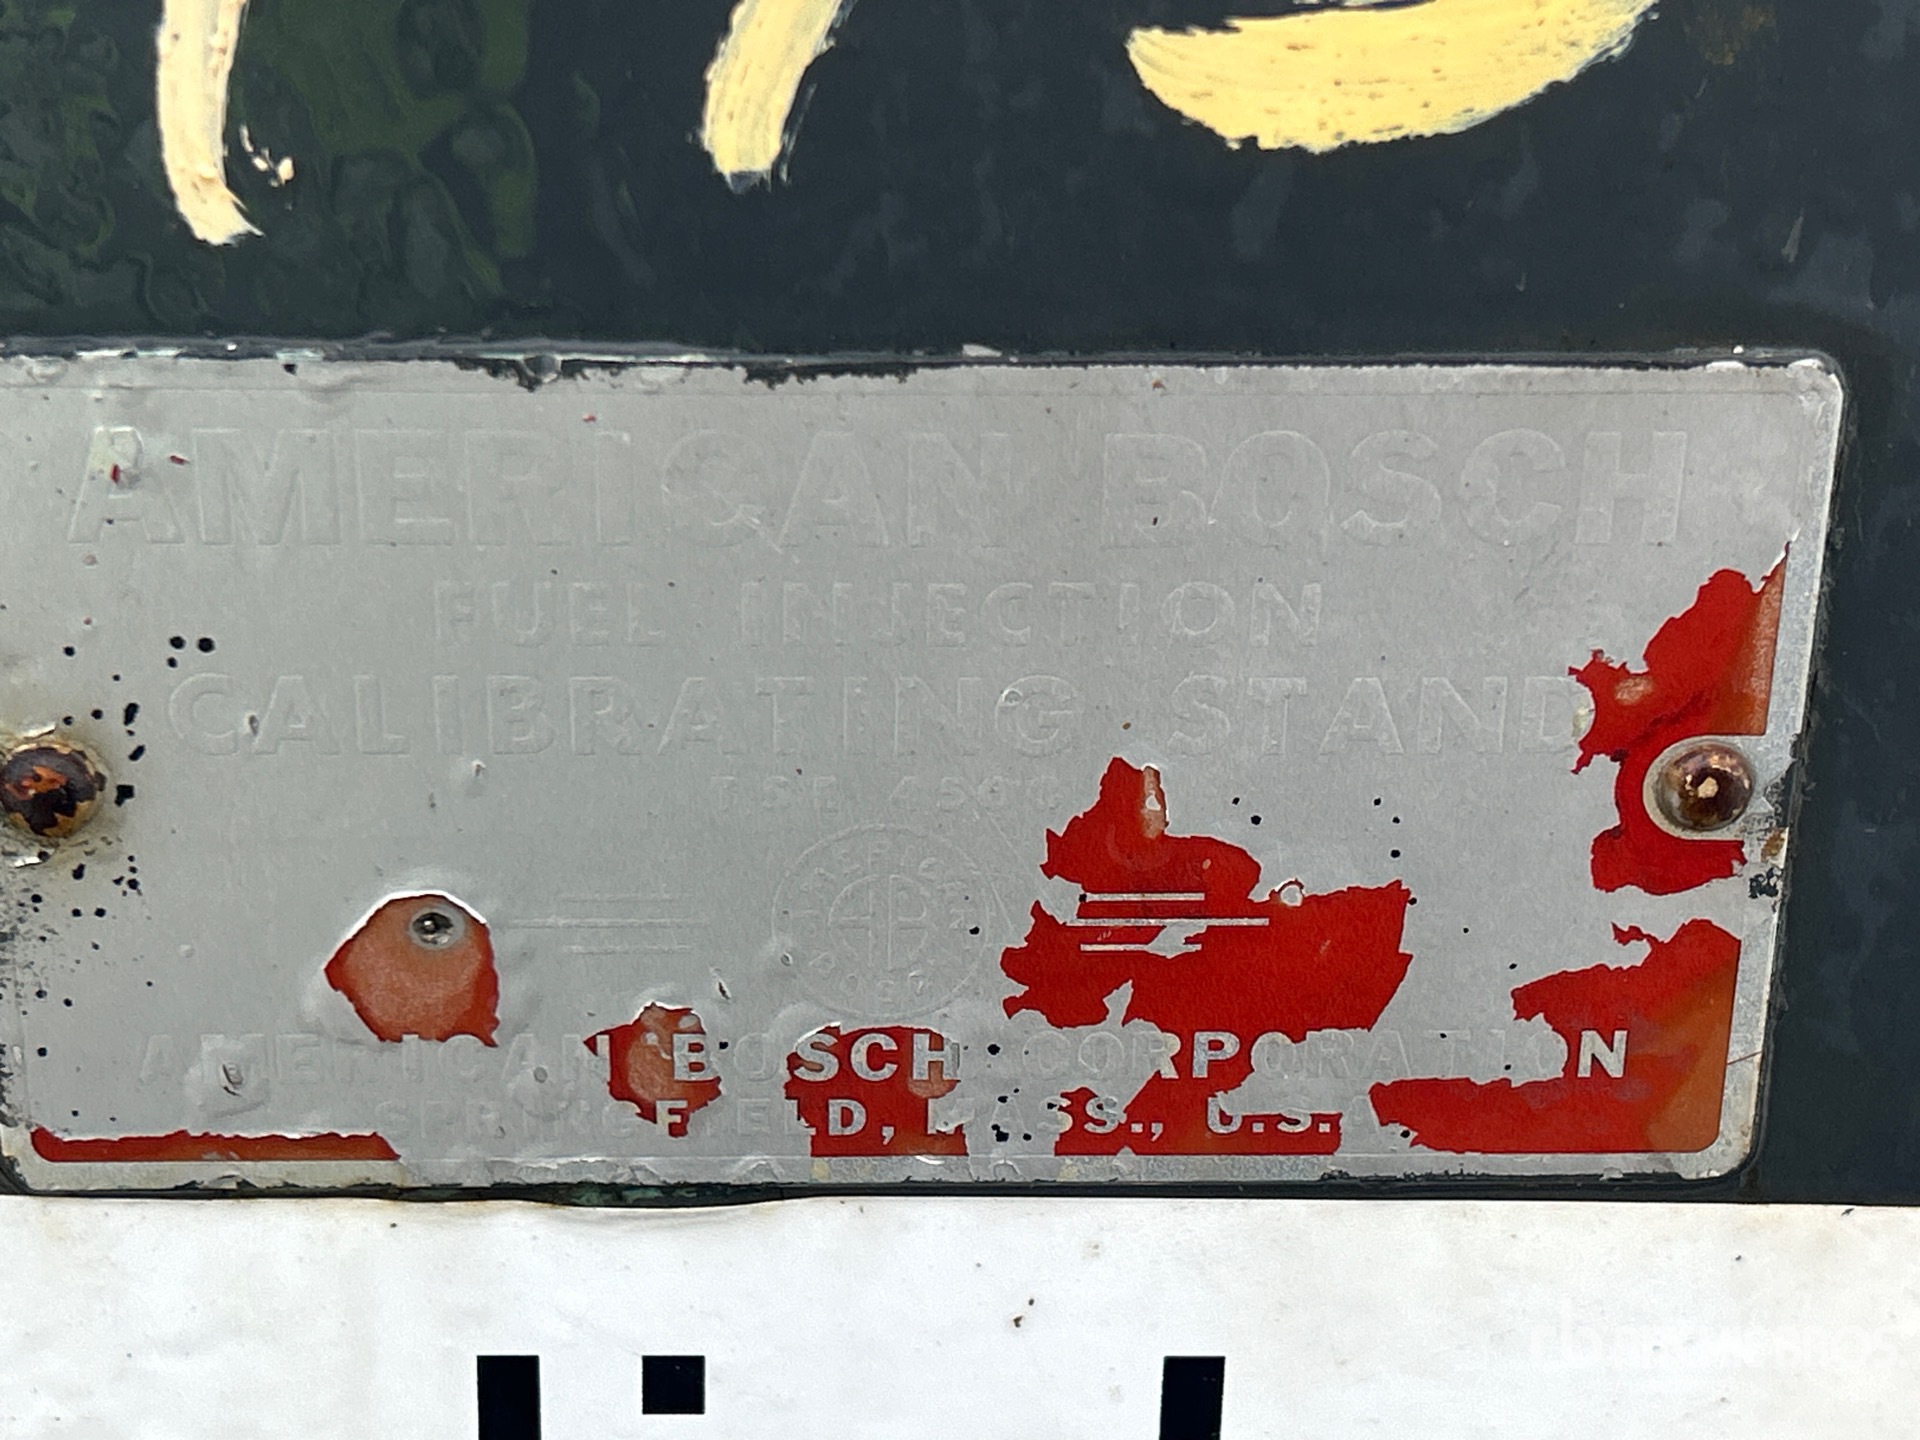 AMERICAN BOSCH
FUEL INJECTION
CALIBRATING STAND
AMERICAN BOSCH CORPORATION
SPRINGFIELD, MASS., U.S.A.